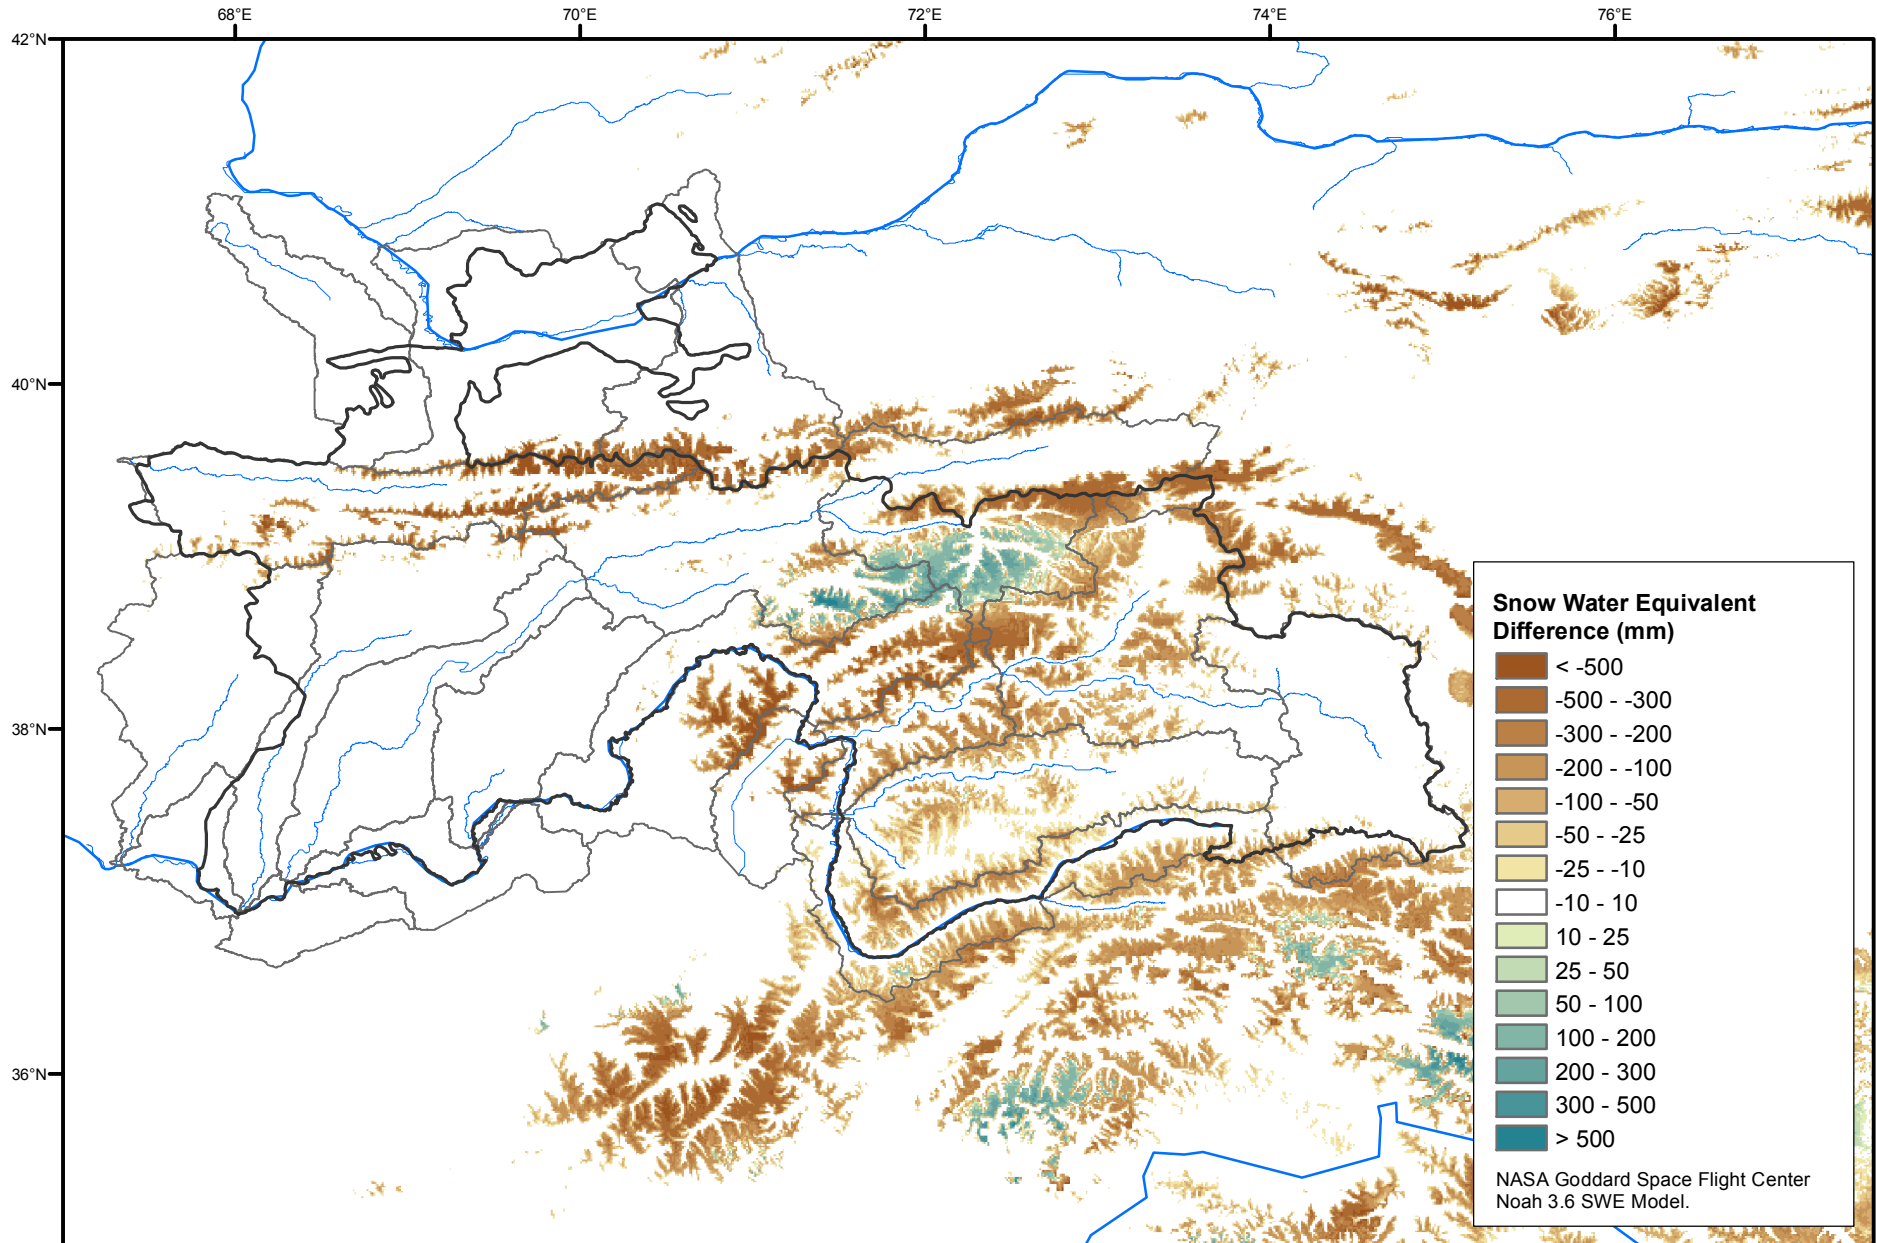 68°E 70°E 72°E 74°E 76°E
42°N
40°N
38°N
36°N
Snow Water Equivalent
Difference (mm)
< -500
-500 - -300
-300 - -200
-200 - -100
-100 - -50
-50 - -25
-25 - -10
-10 - 10
10 - 25
25 - 50
50 - 100
100 - 200
200 - 300
300 - 500
> 500
NASA Goddard Space Flight Center
Noah 3.6 SWE Model.